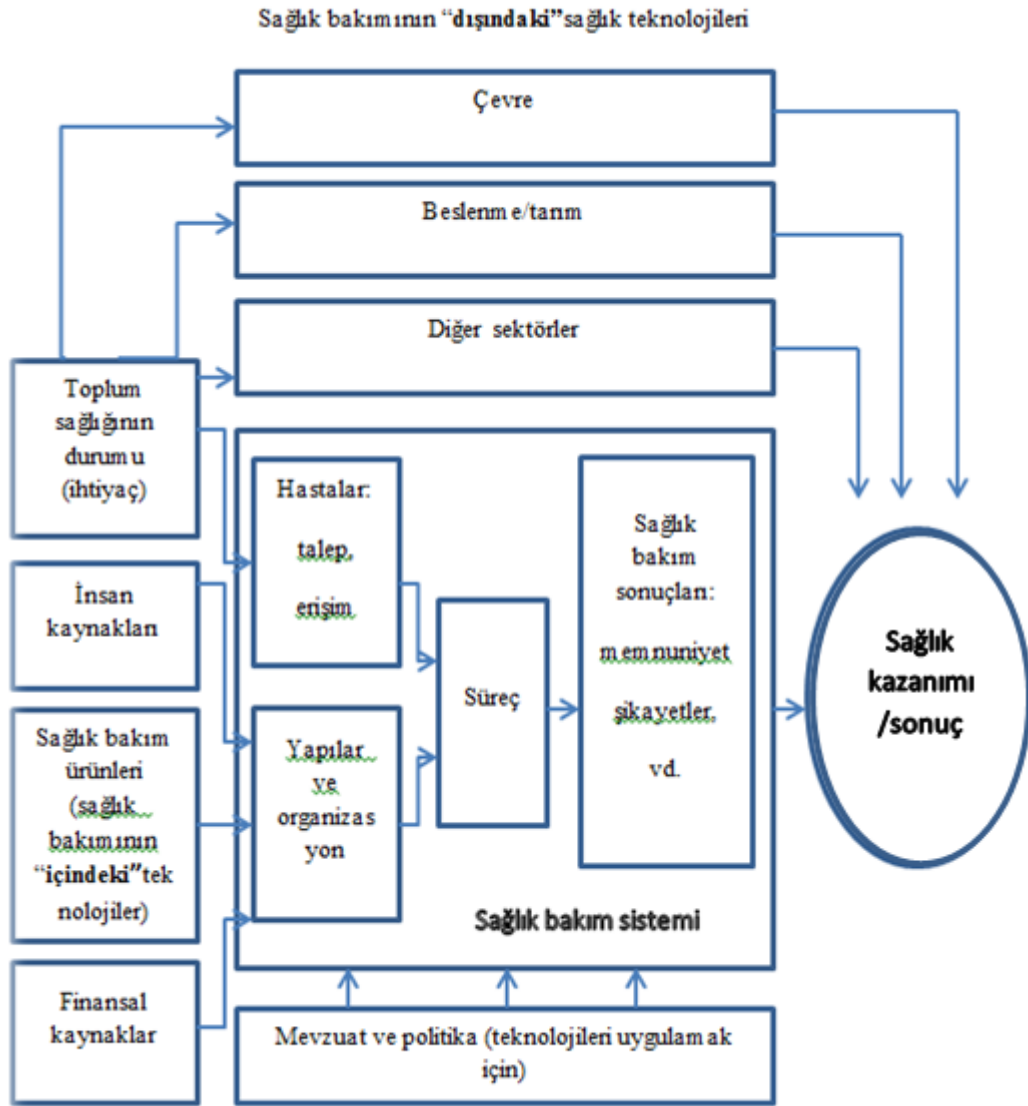 Sağlık bakımının “dışındaki”sağlık teknolojileri
Çevre
Beslenme/tarım
Diğer sektörler
Toplum
sağlığının
durumu
(ihtiyaç)
İnsan
kaynakları
Sağlık bakım
ürünleri
(sağlık
bakımının
“içindeki”tek
nolojiler)
Finansal
kaynaklar
Hastalar:
talep,
erişim
Yapılar
ve
organizas
yon
Süreç
Sağlık
bakım
sonuçları:
memnuniyet
şikayetler,
vd.
Sağlık bakım sistemi
Mevzuat ve politika (teknolojileri uygulamak
için)
Sağlık
kazanımı
/sonuç